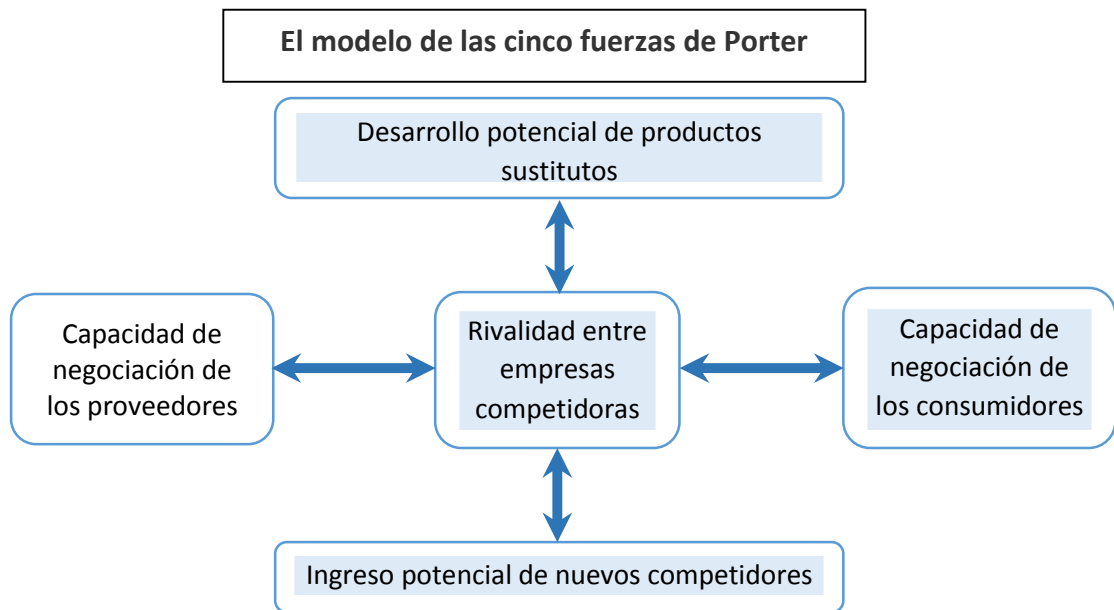 El modelo de las cinco fuerzas de Porter
Desarrollo potencial de productos
sustitutos
Capacidad de
negociación de
los proveedores
Rivalidad entre
empresas
competidoras
Capacidad de
negociación de
los consumidores
Ingreso potencial de nuevos competidores